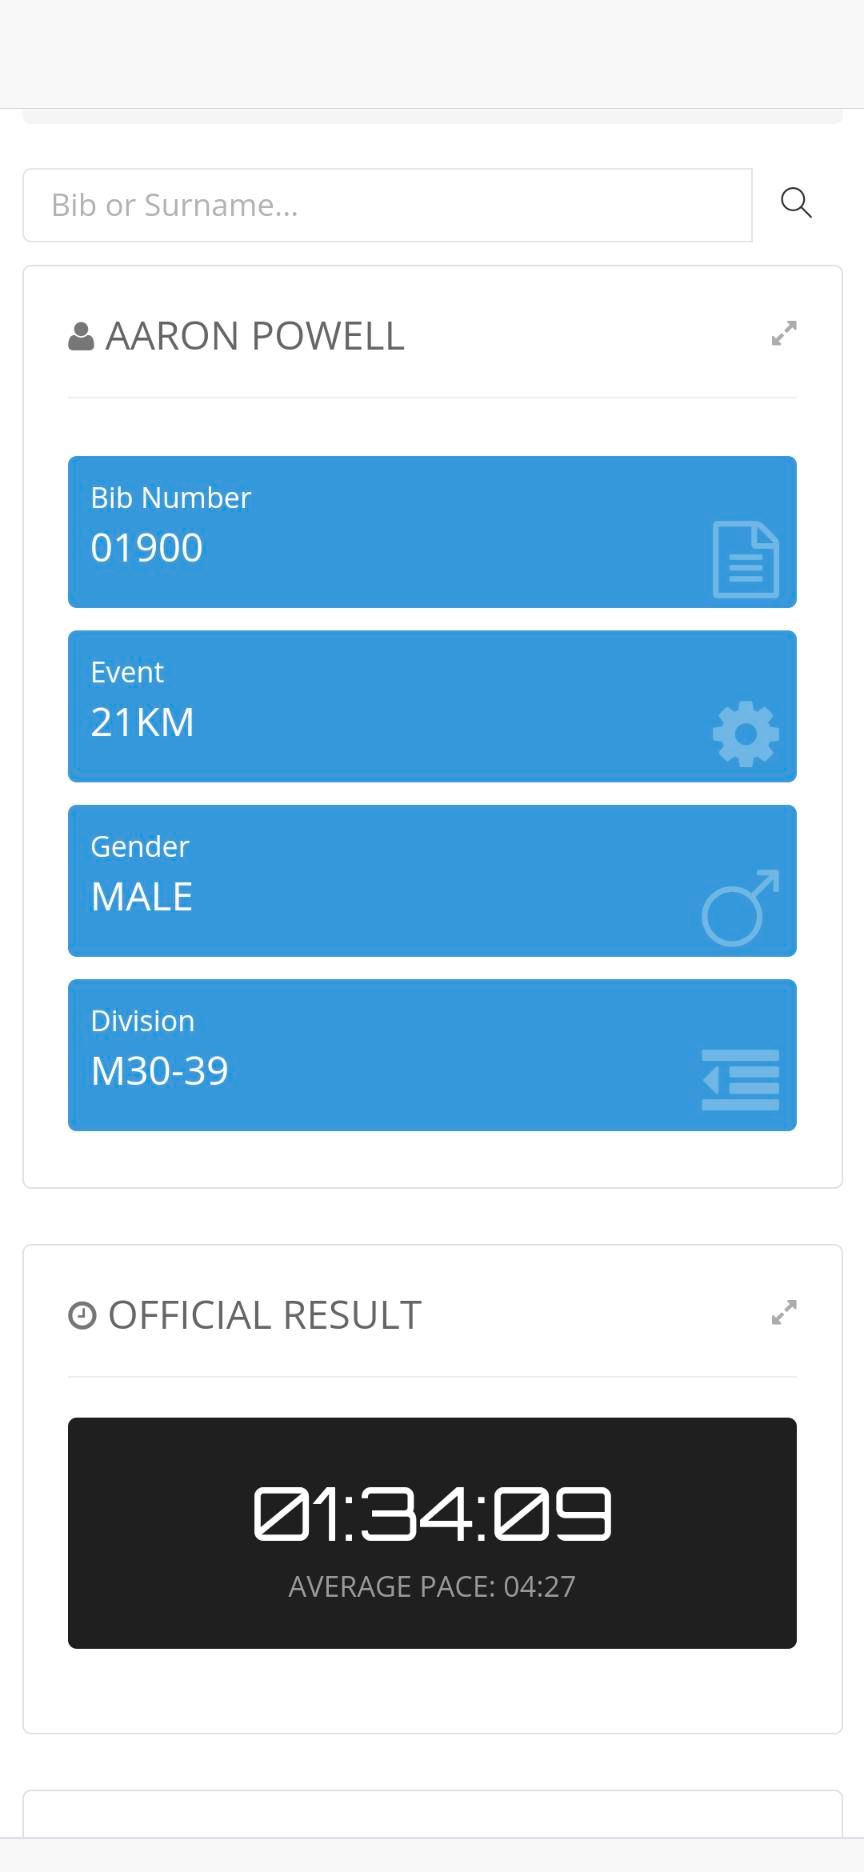 Bib or Surname...
AARON POWELL
Bib Number
01900
Event
21KM
Gender
MALE
Division
M30-39
OFFICIAL RESULT
01:34:09
AVERAGE PACE: 04:27